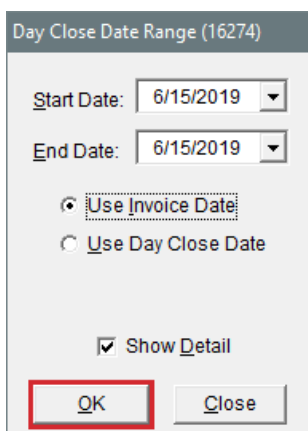 Day Close Date Range (16274)
Start Date: 6/15/2019
End Date: 6/15/2019
Use Invoice Date
Use Day Close Date
Show Detail
OK Close